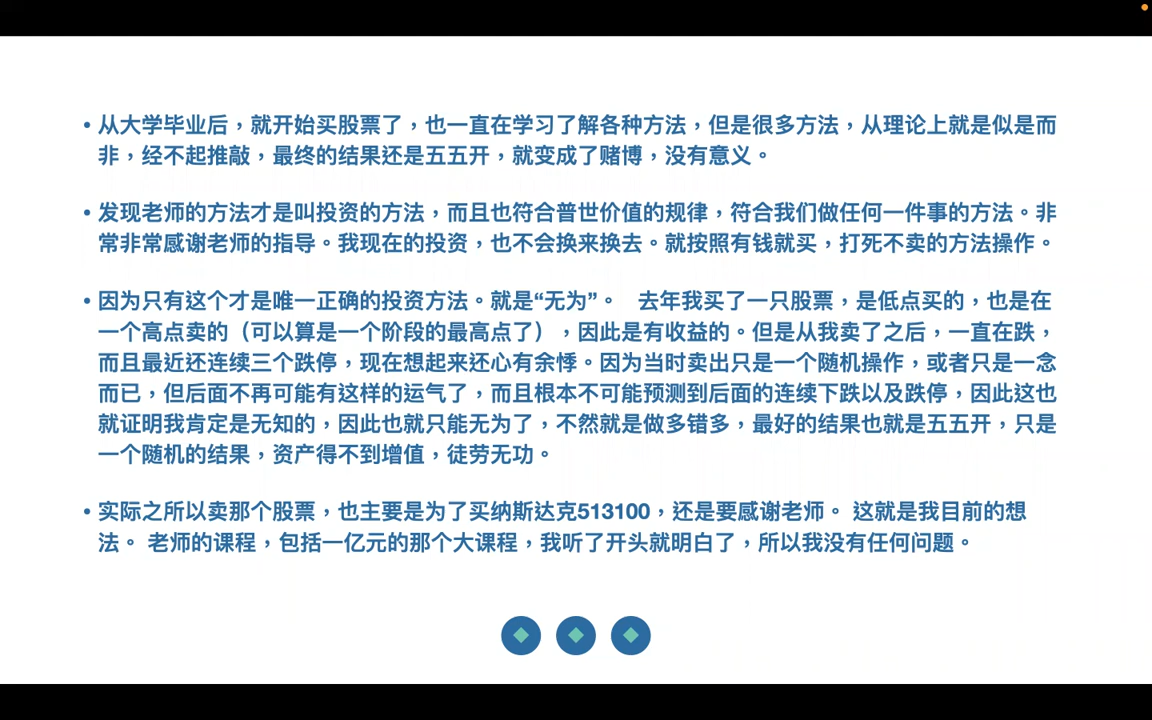 • 从大学毕业后，就开始买股票了，也一直在学习了解各种方法，但是很多方法，从理论上就是似是而
非，经不起推敲，最终的结果还是五五开，就变成了赌博，没有意义。
• 发现老师的方法才是叫投资的方法，而且也符合普世价值的规律，符合我们做任何一件事的方法。非
常非常感谢老师的指导。我现在的投资，也不会换来换去。就按照有钱就买，打死不卖的方法操作。
• 因为只有这个才是唯一正确的投资方法。就是“无为”。 去年我买了一只股票，是低点买的，也是在
一个高点卖的（可以算是一个阶段的最高点了），因此是有收益的。但是从我卖了之后，一直在跌，
而且最近还连续三个跌停，现在想起来还心有余悸。因为当时卖出只是一个随机操作，或者只是一念
而已，但后面不再可能有这样的运气了，而且根本不可能预测到后面的连续下跌以及跌停，因此这也
就证明我肯定是无知的，因此也就只能无为了，不然就是做多错多，最好的结果也就是五五开，只是
一个随机的结果，资产得不到增值，徒劳无功。
• 实际之所以卖那个股票，也主要是为了买纳斯达克513100，还是要感谢老师。 这就是我目前的想
法。 老师的课程，包括一亿元的那个大课程，我听了开头就明白了，所以我没有任何问题。